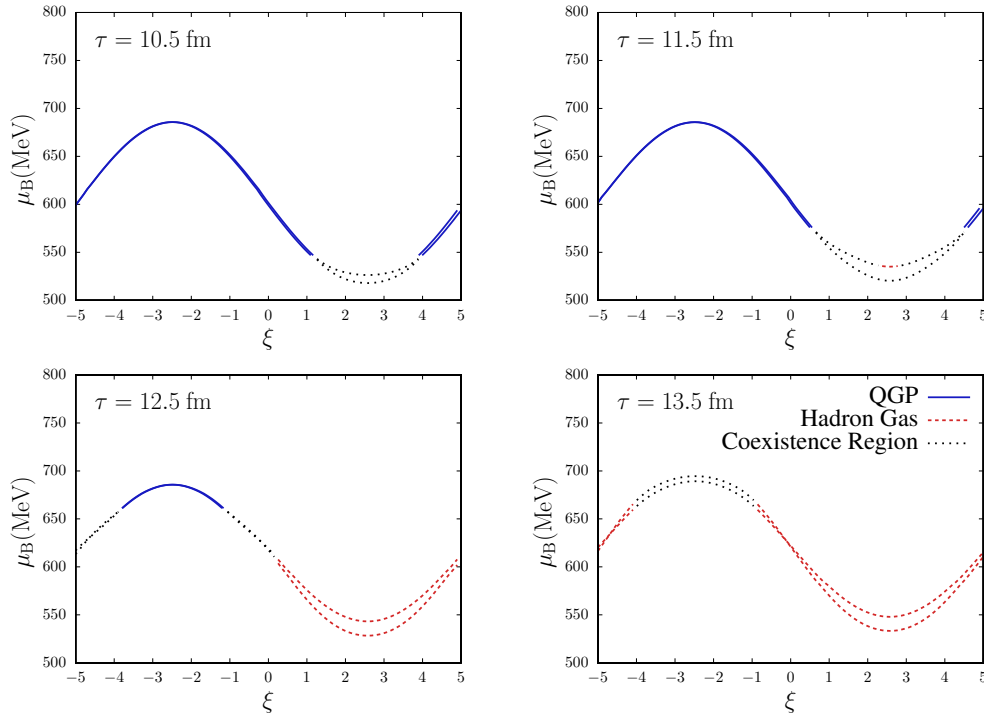 τ = 10.5 fm
μB(MeV)
800
750
700
650
600
550
500
−5 −4 −3 −2 −1 0 1 2 3 4 5
ξ
τ = 11.5 fm
μB(MeV)
800
750
700
650
600
550
500
−5 −4 −3 −2 −1 0 1 2 3 4 5
ξ
τ = 12.5 fm
μB(MeV)
800
750
700
650
600
550
500
−5 −4 −3 −2 −1 0 1 2 3 4 5
ξ
τ = 13.5 fm
QGP
Hadron Gas
Coexistence Region
μB(MeV)
800
750
700
650
600
550
500
−5 −4 −3 −2 −1 0 1 2 3 4 5
ξ